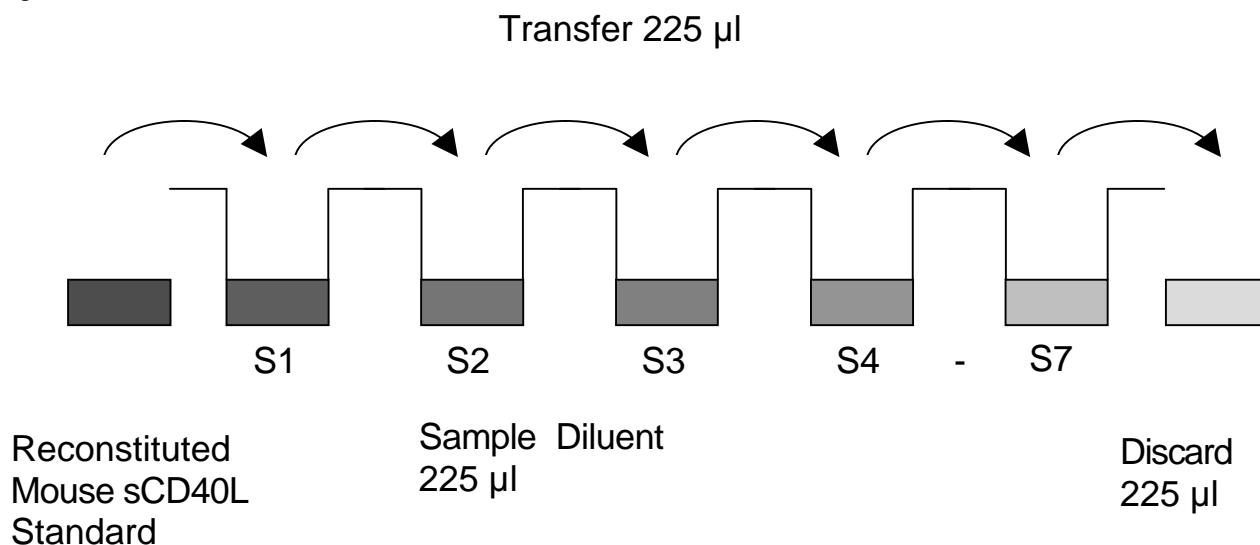 Transfer 225 µl
S1 S2 S3 S4 - S7
Reconstituted
Mouse sCD40L
Standard
Sample Diluent
225 µl
Discard
225 µl